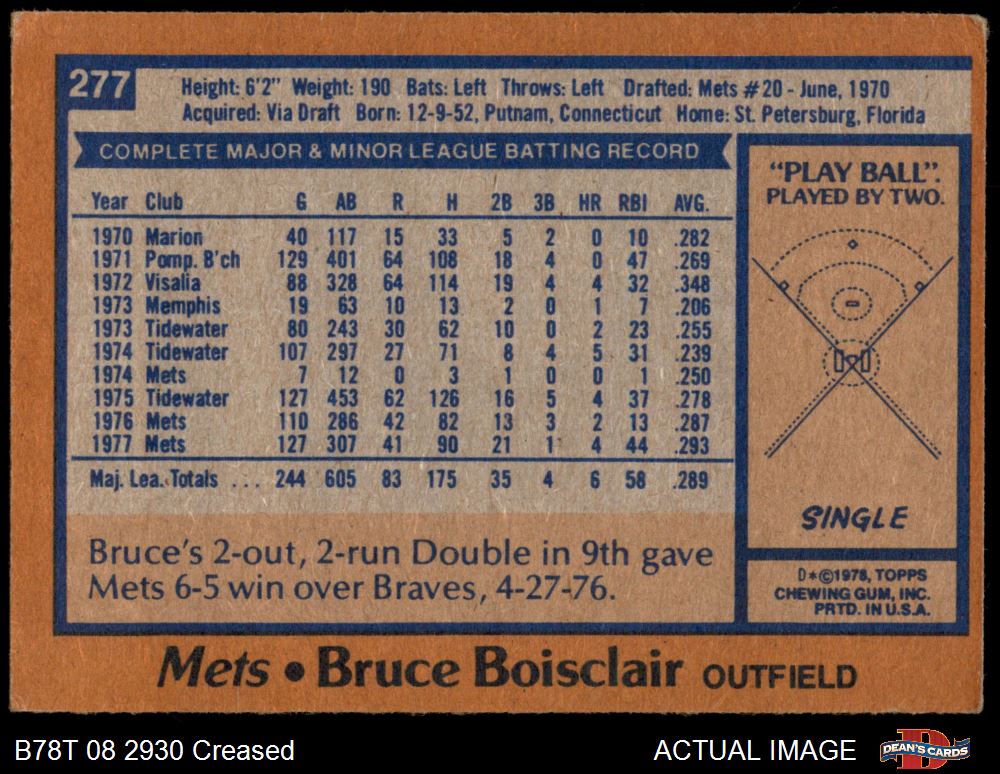 277
Height: 6'2" Weight: 190 Bats: Left Throws: Left Drafted: Mets #20 - June, 1970
Acquired: Via Draft Born: 12-9-52, Putnam, Connecticut Home: St. Petersburg, Florida
COMPLETE MAJOR & MINOR LEAGUE BATTING RECORD
Year Club G AB R H 2B 3B HR RBI AVG.
1970 Marion 40 117 15 33 5 2 0 10 .282
1971 Pomp. B'ch 129 401 64 108 18 4 0 47 .269
1972 Visalia 88 328 64 114 19 4 4 32 .348
1973 Memphis 19 63 10 13 2 0 1 7 .206
1973 Tidewater 80 243 30 62 10 0 2 23 .255
1974 Tidewater 107 297 27 71 8 4 5 31 .239
1974 Mets 7 12 0 3 1 0 0 1 .250
1975 Tidewater 127 453 62 126 16 5 4 37 .278
1976 Mets 110 286 42 82 13 3 2 13 .287
1977 Mets 127 307 41 90 21 1 4 44 .293
Maj. Lea. Totals ... 244 605 83 175 35 4 6 58 .289
Bruce's 2-out, 2-run Double in 9th gave
Mets 6-5 win over Braves, 4-27-76.
"PLAY BALL".
PLAYED BY TWO.
SINGLE
D*©1978, TOPPS
CHEWING GUM, INC.
PRTD. IN U.S.A.
Mets • Bruce Boisclair OUTFIELD
B78T 08 2930 Creased
ACTUAL IMAGE
D
DEAN'S CARDS